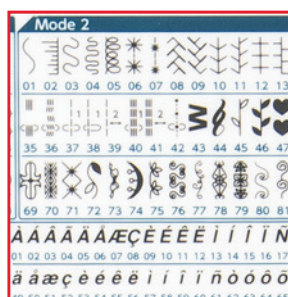 Mode 2
01 02 03 04 05 06 07 08 09 10 11 12 13
35 36 37 38 39 40 41 42 43 44 45 46 47
69 70 71 72 73 74 75 76 77 78 79 80 81
ÀÁÂÃÄÅÆÇÈÉÊËÌÍÎÏÑ
01 02 03 04 05 06 07 08 09 10 11 12 13 14 15 16 17